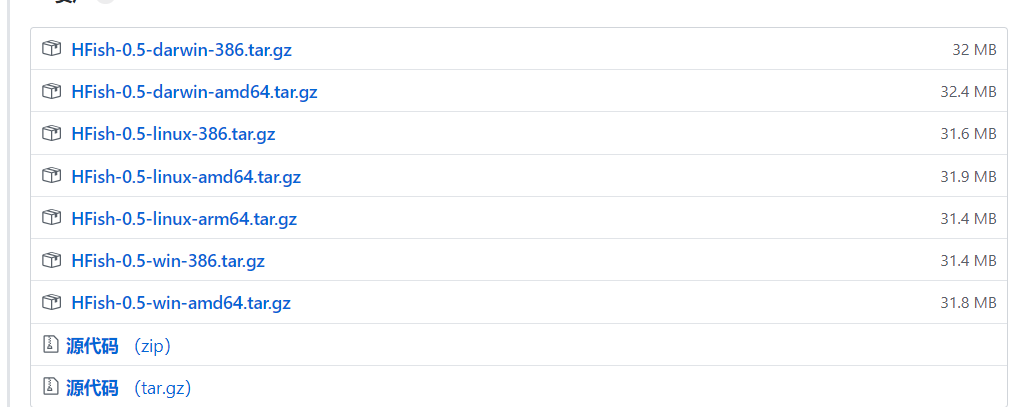 HFish-0.5-darwin-386.tar.gz 32 MB
HFish-0.5-darwin-amd64.tar.gz 32.4 MB
HFish-0.5-linux-386.tar.gz 31.6 MB
HFish-0.5-linux-amd64.tar.gz 31.9 MB
HFish-0.5-linux-arm64.tar.gz 31.4 MB
HFish-0.5-win-386.tar.gz 31.4 MB
HFish-0.5-win-amd64.tar.gz 31.8 MB
源代码 (zip)
源代码 (tar.gz)